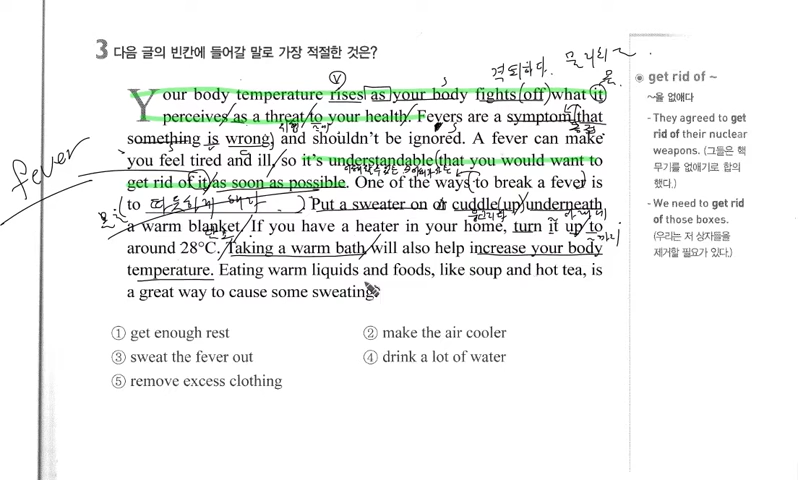 3 다음 글의 빈칸에 들어갈 말로 가장 적절한 것은?
격퇴하다. 물리치
Your body temperature rises as your body fights off what it
perceives as a threat to your health. Fevers are a symptom that
something is wrong and shouldn't be ignored. A fever can make
you feel tired and ill, so it's understandable that you would want to
get rid of it as soon as possible. One of the ways to break a fever is
to ( 따뜻하게 해라 ). Put a sweater on or cuddle up underneath
a warm blanket. If you have a heater in your home, turn it up to
around 28°C. Taking a warm bath will also help increase your body
temperature. Eating warm liquids and foods, like soup and hot tea, is
a great way to cause some sweating.
fever
① get enough rest
② make the air cooler
③ sweat the fever out
④ drink a lot of water
⑤ remove excess clothing
get rid of ~
~을 없애다
- They agreed to get
rid of their nuclear
weapons. (그들은 핵
무기를 없애기로 합의
했다.)
- We need to get rid
of those boxes.
(우리는 저 상자들을
제거할 필요가 있다.)